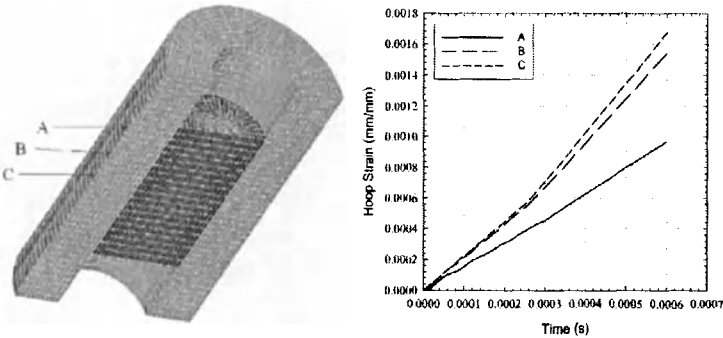 A
B
C
A
B
C
Hoop Strain (mm/mm)
0.0018
0.0016
0.0014
0.0012
0.0010
0.0008
0.0006
0.0004
0.0002
0.0000
0.0000 0.0001 0.0002 0.0003 0.0004 0.0005 0.0006 0.0007
Time (s)